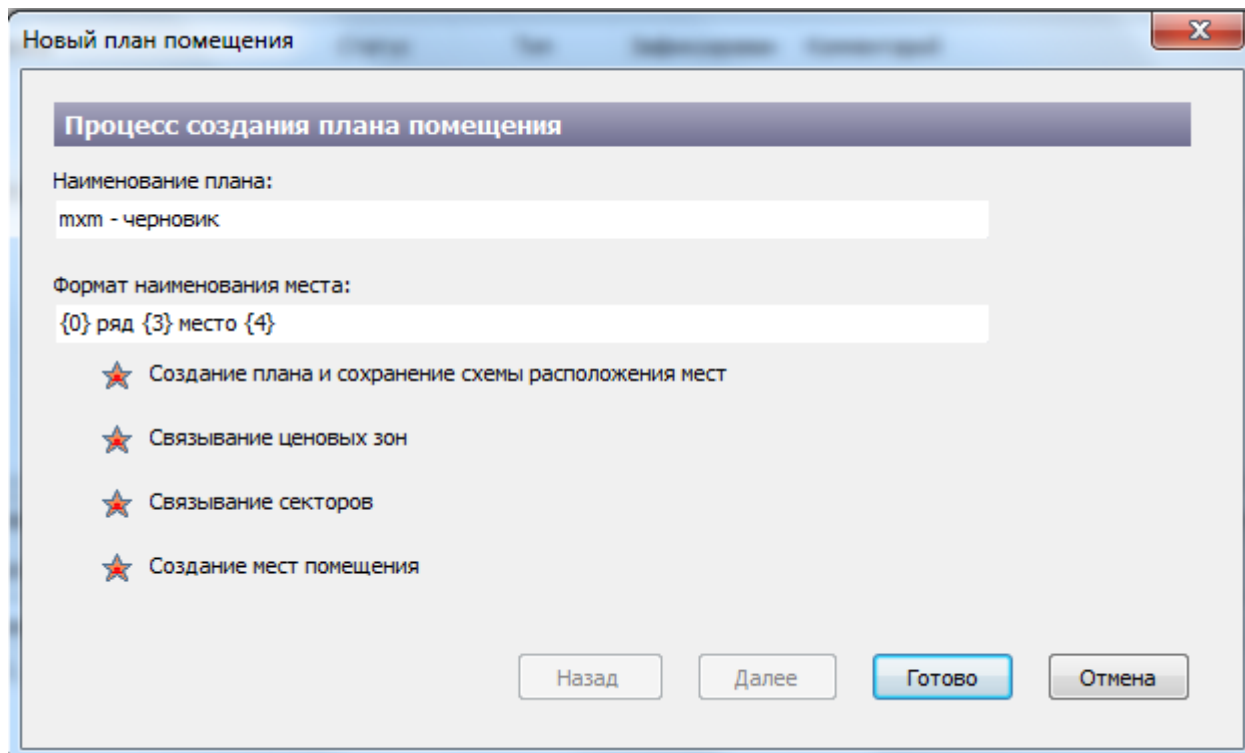 Новый план помещения
Процесс создания плана помещения
Наименование плана:
mxm - черновик
Формат наименования места:
{0} ряд {3} место {4}
Создание плана и сохранение схемы расположения мест
Связывание ценовых зон
Связывание секторов
Создание мест помещения
Назад Далее Готово Отмена